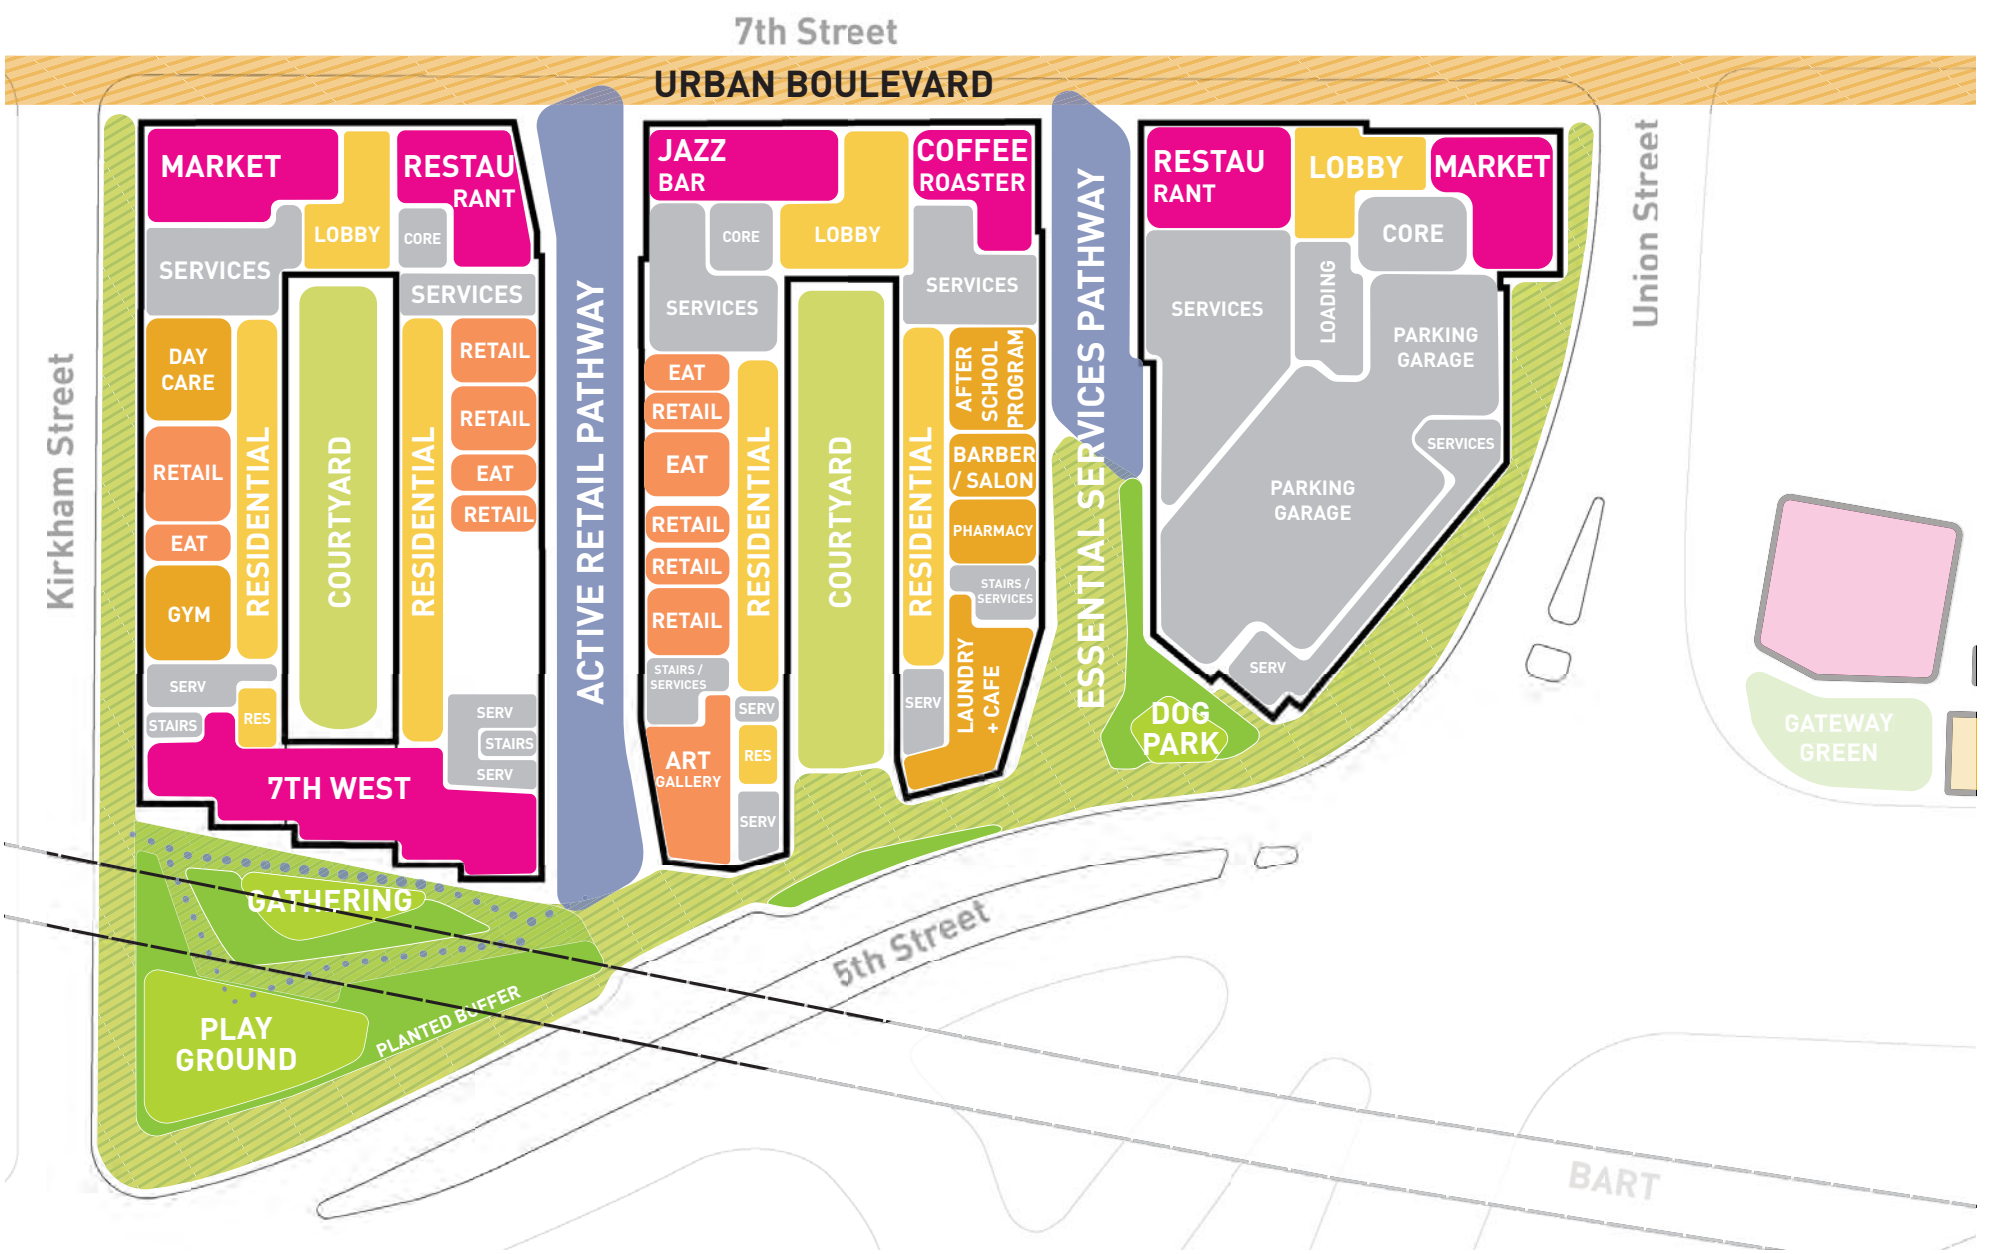 7th Street
URBAN BOULEVARD
Kirkham Street
MARKET
LOBBY
RESTAU
RANT
CORE
SERVICES
SERVICES
DAY
CARE
RETAIL
EAT
GYM
RESIDENTIAL
COURTYARD
RESIDENTIAL
RETAIL
RETAIL
EAT
RETAIL
SERV
STAIRS
RES
SERV
STAIRS
SERV
7TH WEST
ACTIVE RETAIL PATHWAY
JAZZ
BAR
CORE
LOBBY
COFFEE
ROASTER
SERVICES
SERVICES
EAT
RETAIL
EAT
RETAIL
RETAIL
RETAIL
RESIDENTIAL
COURTYARD
RESIDENTIAL
AFTER
SCHOOL
PROGRAM
BARBER
/ SALON
PHARMACY
STAIRS /
SERVICES
LAUNDRY
+ CAFE
SERV
STAIRS /
SERVICES
SERV
RES
ART
GALLERY
SERV
ESSENTIAL SERVICES PATHWAY
RESTAU
RANT
LOBBY
MARKET
CORE
SERVICES
LOADING
PARKING
GARAGE
SERVICES
PARKING
GARAGE
SERV
DOG
PARK
Union Street
GATEWAY
GREEN
GATHERING
PLAY
GROUND
PLANTED BUFFER
5th Street
BART